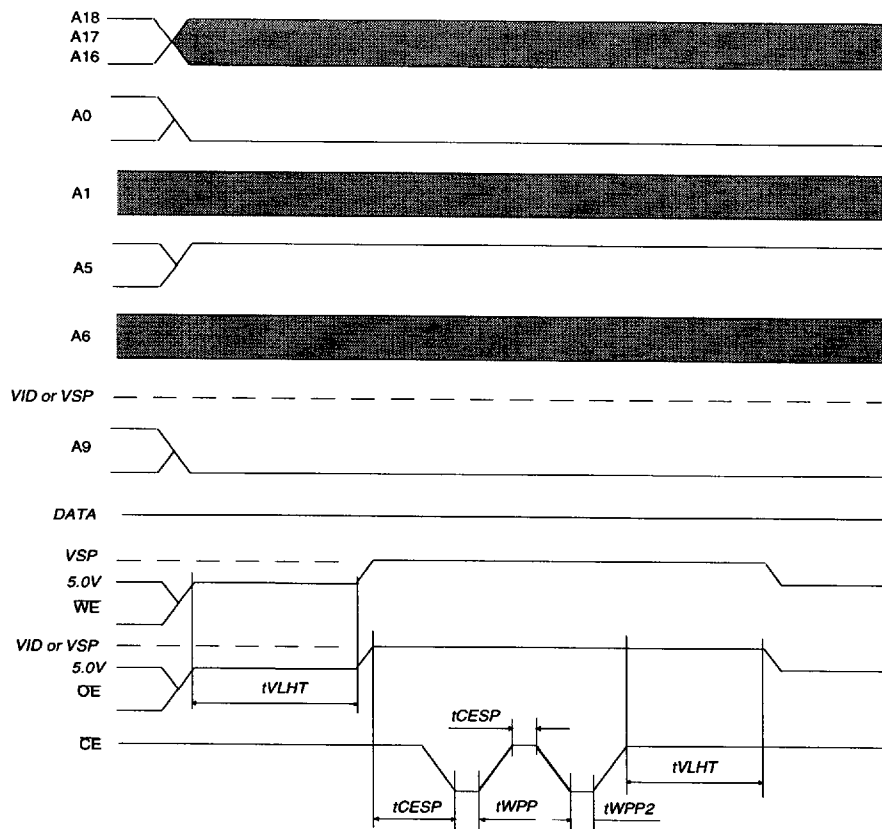 A18
A17
A16
A0
A1
A5
A6
VID or VSP
A9
DATA
VSP
5.0V
WE
VID or VSP
5.0V
OE
tVLHT
tCESP
CE
tVLHT
tCESP
tWPP
tWPP2